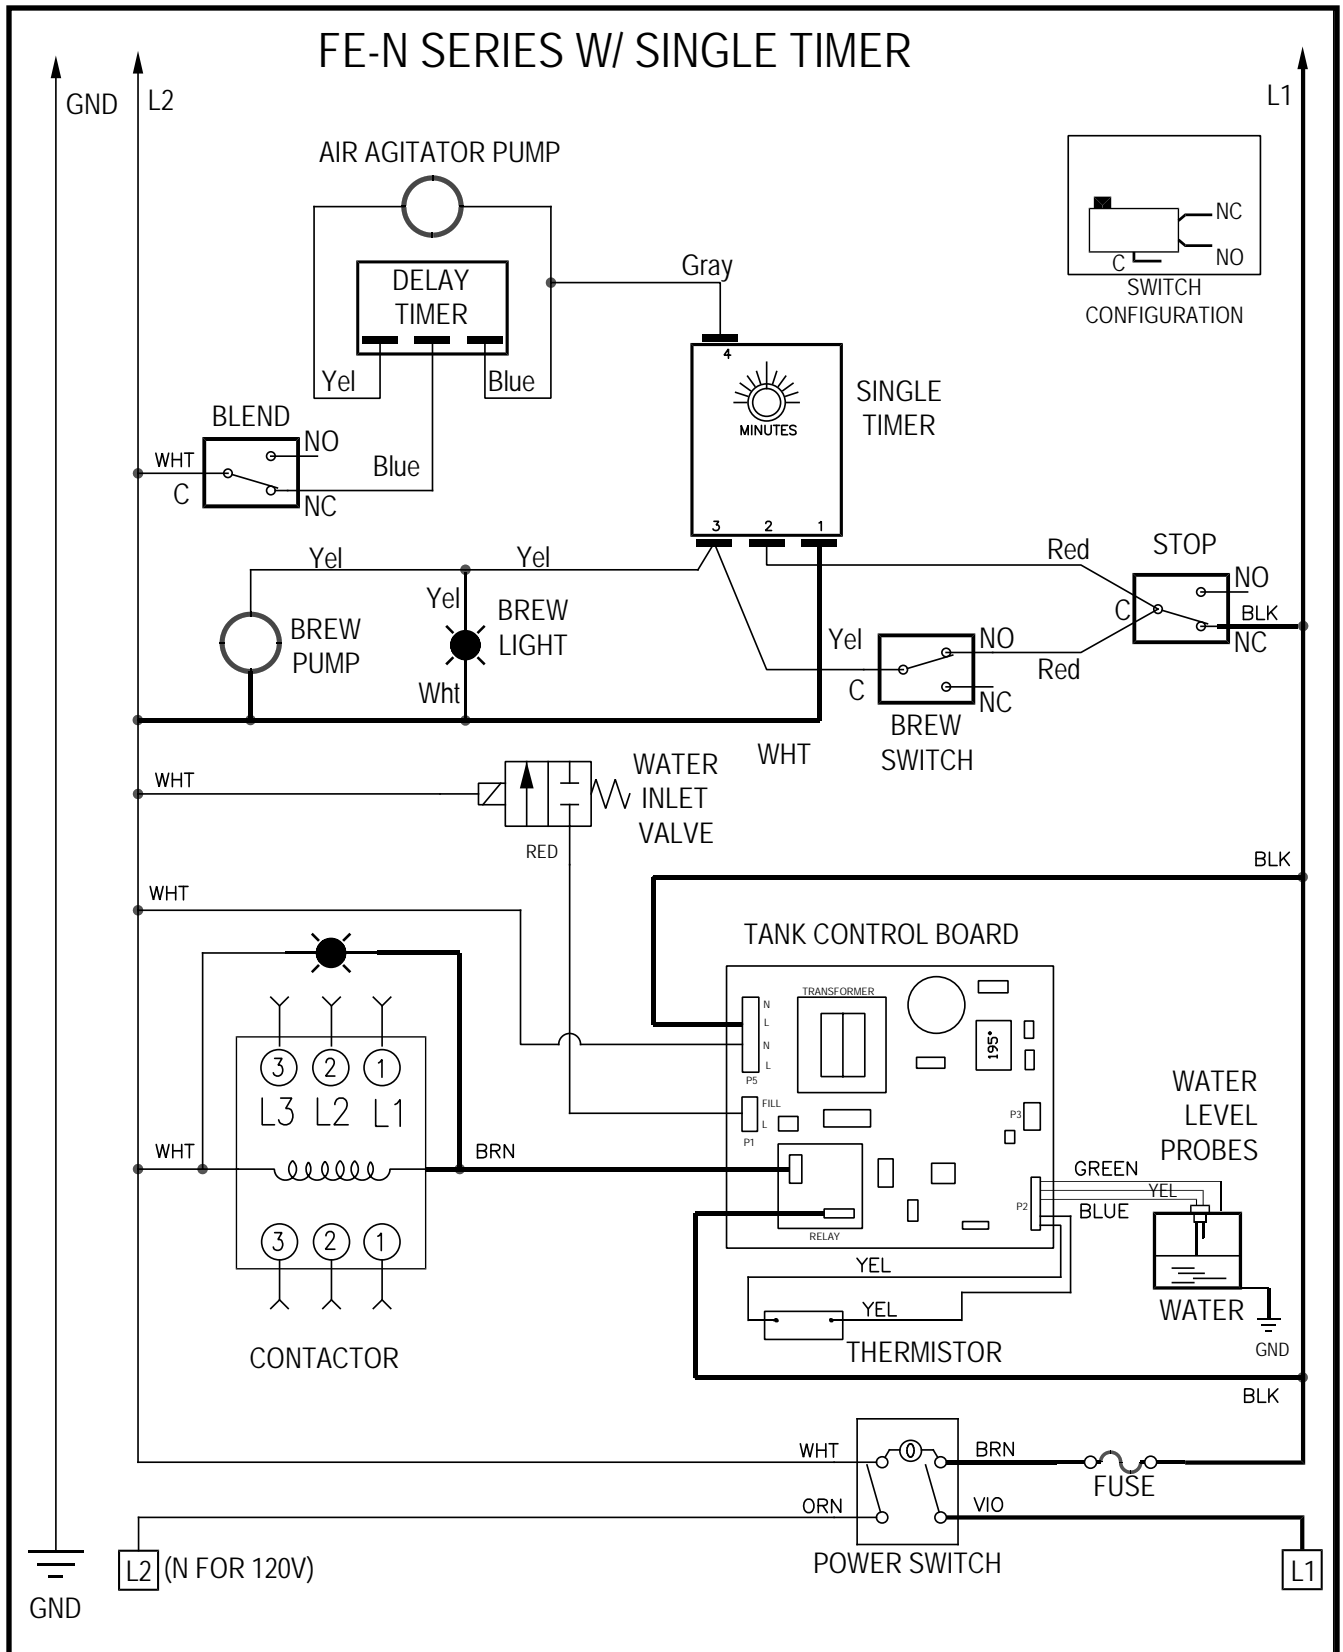 FE-N SERIES W/ SINGLE TIMER
GND
L2
L1
AIR AGITATOR PUMP
NC
NO
C
SWITCH
CONFIGURATION
Gray
DELAY
TIMER
Yel
Blue
4
MINUTES
SINGLE
TIMER
BLEND
WHT
NO
C
NC
Blue
3
2
1
Yel
Yel
Red
STOP
NO
C
BLK
NC
Yel
BREW
LIGHT
BREW
PUMP
Wht
Yel
NO
Red
C
NC
BREW
SWITCH
WHT
WHT
WATER
INLET
VALVE
RED
BLK
WHT
TANK CONTROL BOARD
TRANSFORMER
N
L
N
L
P5
195°
FILL
L
P1
P3
WATER
LEVEL
PROBES
3
2
1
L3
L2
L1
WHT
BRN
GREEN
YEL
BLUE
P2
RELAY
3
2
1
YEL
YEL
WATER
GND
CONTACTOR
THERMISTOR
BLK
WHT
BRN
FUSE
ORN
VIO
POWER SWITCH
L2
(N FOR 120V)
L1
GND